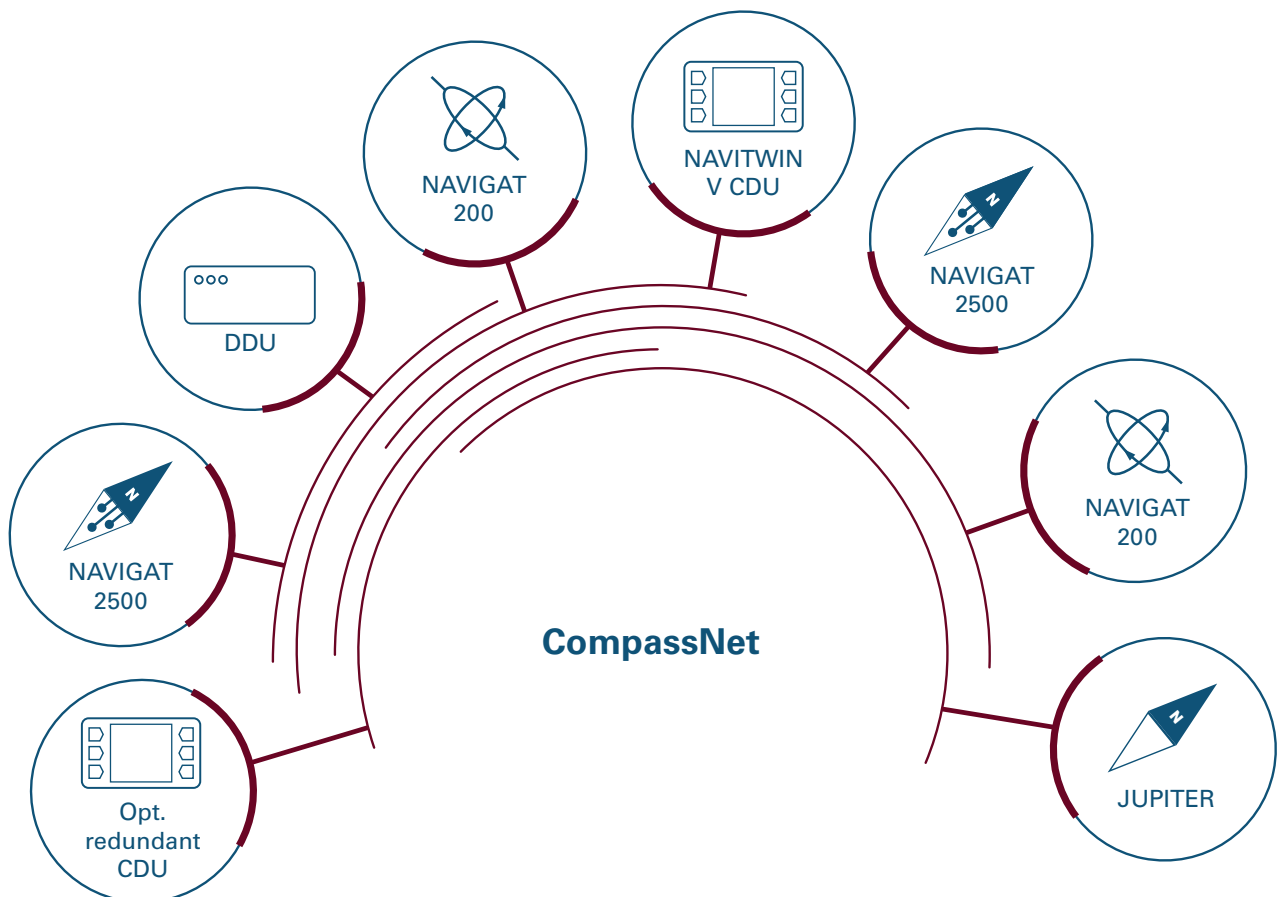 NAVITWIN
V CDU
NAVIGAT
200
N
NAVIGAT
2500
DDU
N
NAVIGAT
2500
NAVIGAT
200
CompassNet
N
JUPITER
Opt.
redundant
CDU